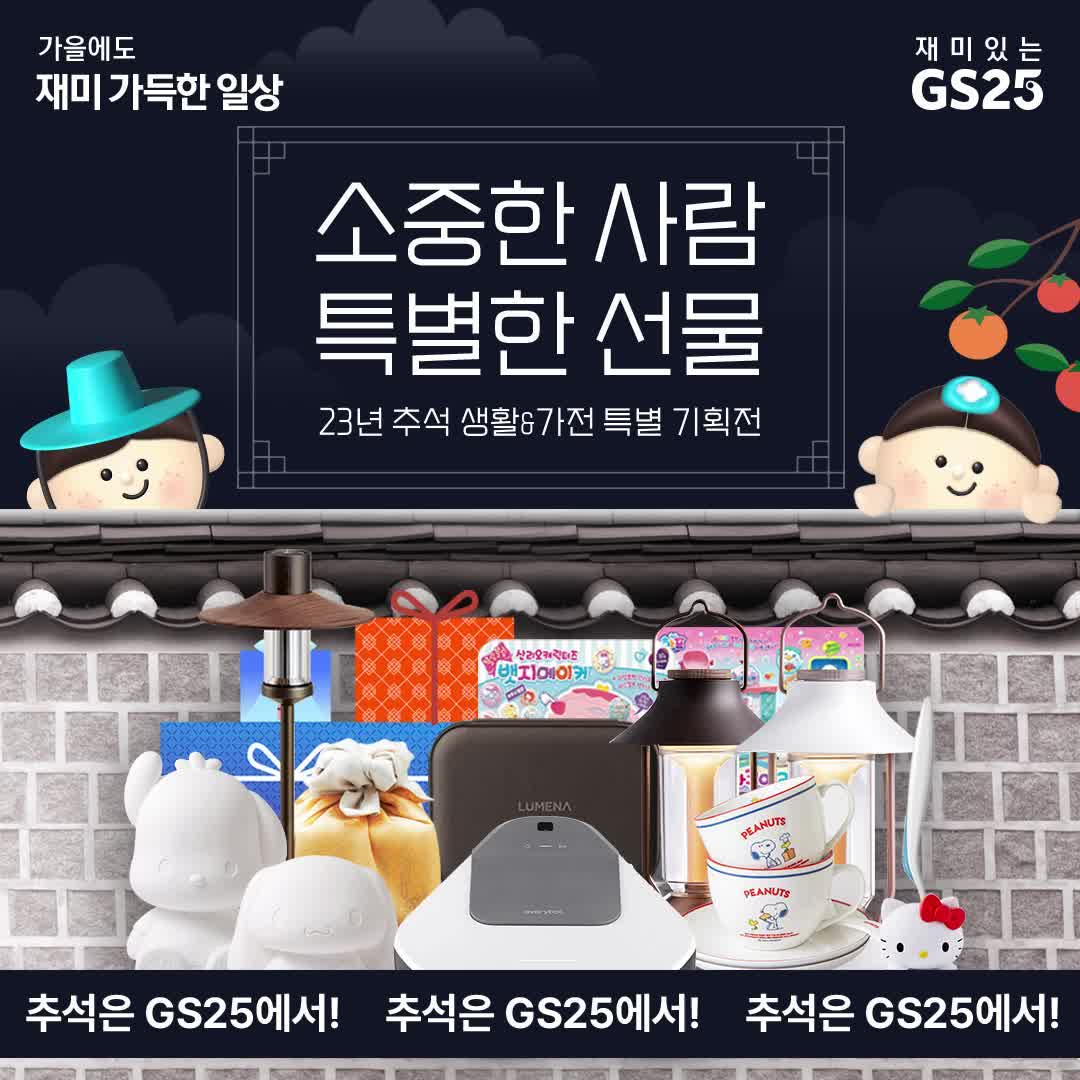 가을에도
재미 가득한 일상
재미있는
GS25
소중한 사람
특별한 선물
23년 추석 생활&가전 특별 기획전
산리오캐릭터즈
뱃지메이커
LUMENA
PEANUTS
PEANUTS
추석은 GS25에서! 추석은 GS25에서! 추석은 GS25에서!